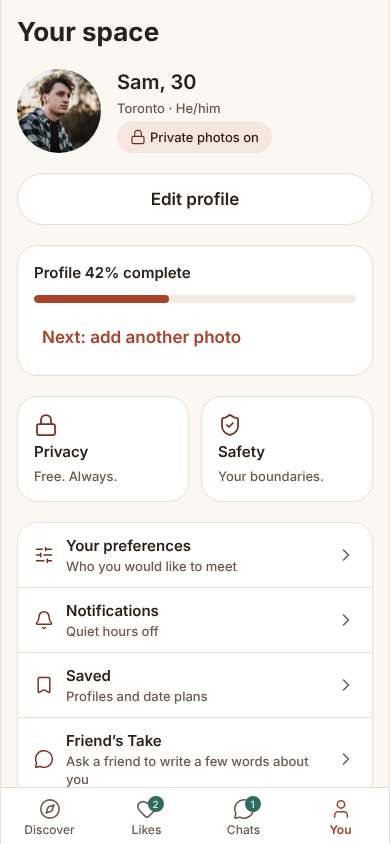 Your space
Sam, 30
Toronto · He/him
Private photos on
Edit profile
Profile 42% complete
Next: add another photo
Privacy
Free. Always.
Safety
Your boundaries.
Your preferences
Who you would like to meet
Notifications
Quiet hours off
Saved
Profiles and date plans
Friend’s Take
Ask a friend to write a few words about
you
2
1
Discover
Likes
Chats
You